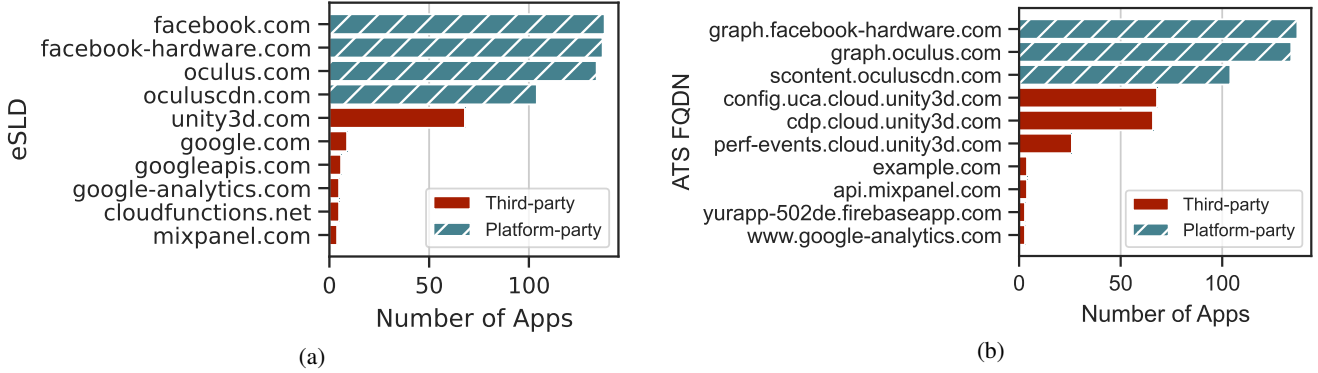 eSLD
facebook.com
facebook-hardware.com
oculus.com
oculuscdn.com
unity3d.com
google.com
googleapis.com
google-analytics.com
cloudfunctions.net
mixpanel.com
Third-party
Platform-party
0 50 100
Number of Apps
(a)
ATS FQDN
graph.facebook-hardware.com
graph.oculus.com
scontent.oculuscdn.com
config.uca.cloud.unity3d.com
cdp.cloud.unity3d.com
perf-events.cloud.unity3d.com
example.com
api.mixpanel.com
yurapp-502de.firebaseapp.com
www.google-analytics.com
Third-party
Platform-party
0 50 100
Number of Apps
(b)